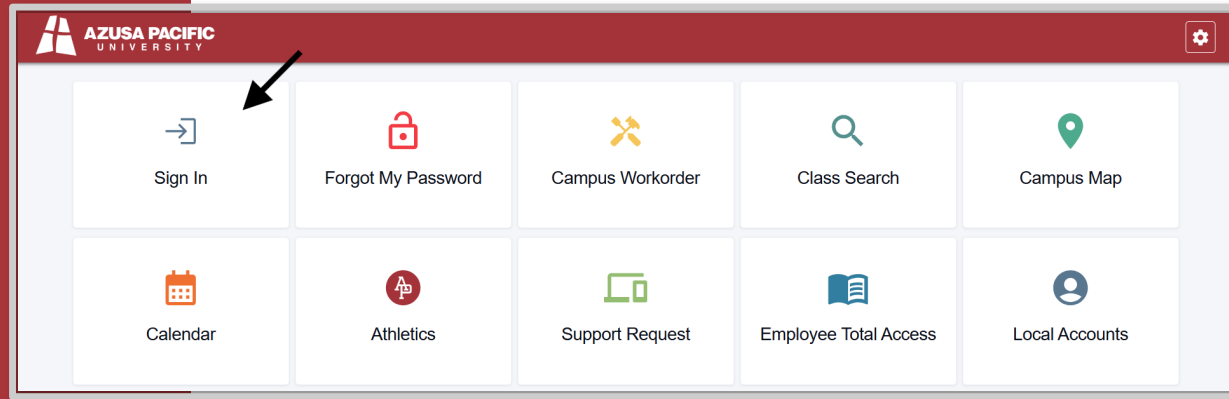 AZUSA PACIFIC
UNIVERSITY
Sign In
Forgot My Password
Campus Workorder
Class Search
Campus Map
AP
Calendar
Athletics
Support Request
Employee Total Access
Local Accounts